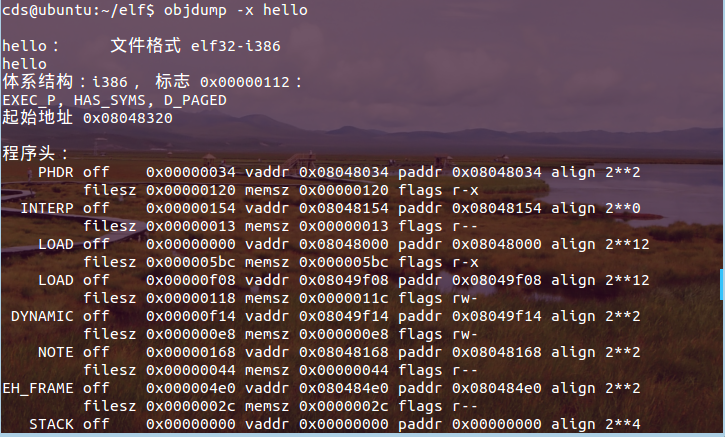 cds@ubuntu:~/elf$ objdump -x hello
hello：     文件格式 elf32-i386
hello
体系结构：i386， 标志 0x00000112：
EXEC_P, HAS_SYMS, D_PAGED
起始地址 0x08048320
程序头：
    PHDR off    0x00000034 vaddr 0x08048034 paddr 0x08048034 align 2**2
         filesz 0x00000120 memsz 0x00000120 flags r-x
  INTERP off    0x00000154 vaddr 0x08048154 paddr 0x08048154 align 2**0
         filesz 0x00000013 memsz 0x00000013 flags r--
    LOAD off    0x00000000 vaddr 0x08048000 paddr 0x08048000 align 2**12
         filesz 0x000005bc memsz 0x000005bc flags r-x
    LOAD off    0x00000f08 vaddr 0x08049f08 paddr 0x08049f08 align 2**12
         filesz 0x00000118 memsz 0x0000011c flags rw-
 DYNAMIC off    0x00000f14 vaddr 0x08049f14 paddr 0x08049f14 align 2**2
         filesz 0x000000e8 memsz 0x000000e8 flags rw-
    NOTE off    0x00000168 vaddr 0x08048168 paddr 0x08048168 align 2**2
         filesz 0x00000044 memsz 0x00000044 flags r--
EH_FRAME off    0x000004e0 vaddr 0x080484e0 paddr 0x080484e0 align 2**2
         filesz 0x0000002c memsz 0x0000002c flags r--
   STACK off    0x00000000 vaddr 0x00000000 paddr 0x00000000 align 2**4